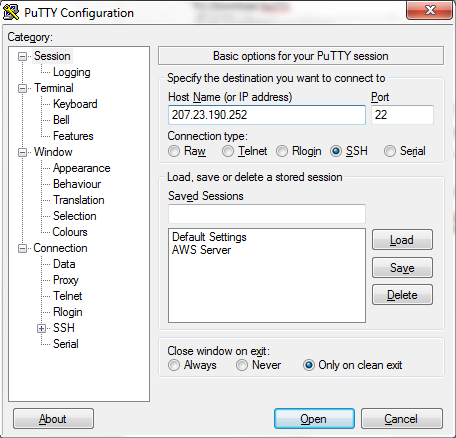 PuTTY Configuration
Category:
Session
Logging
Terminal
Keyboard
Bell
Features
Window
Appearance
Behaviour
Translation
Selection
Colours
Connection
Data
Proxy
Telnet
Rlogin
SSH
Serial
Basic options for your PuTTY session
Specify the destination you want to connect to
Host Name (or IP address) Port
207.23.190.252 22
Connection type:
Raw Telnet Rlogin SSH Serial
Load, save or delete a stored session
Saved Sessions
Default Settings
AWS Server
Load
Save
Delete
Close window on exit:
Always Never Only on clean exit
About Open Cancel